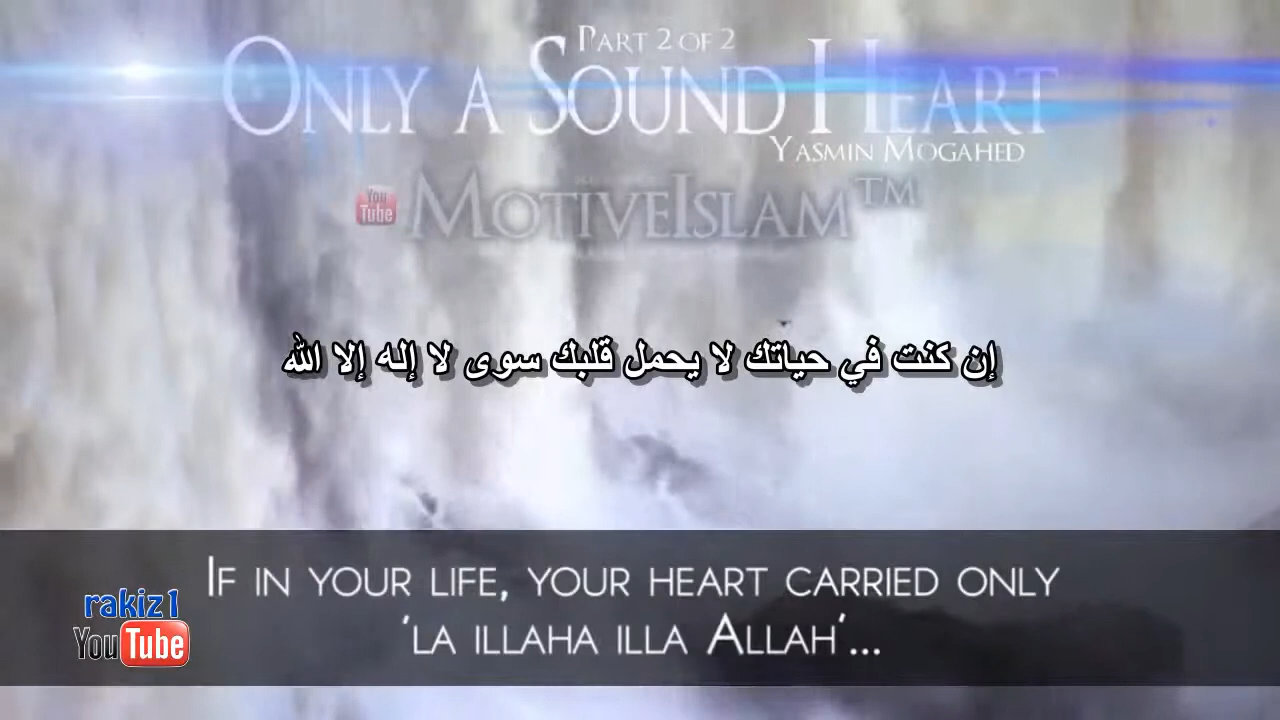 PART 2 OF 2
ONLY A SOUND HEART
YASMIN MOGAHED
You Tube MOTIVEISLAM™
إن كنت في حياتك لا يحمل قلبك سوى لا إله إلا الله
IF IN YOUR LIFE, YOUR HEART CARRIED ONLY
'LA ILLAHA ILLA ALLAH'...
rakiz1
YouTube